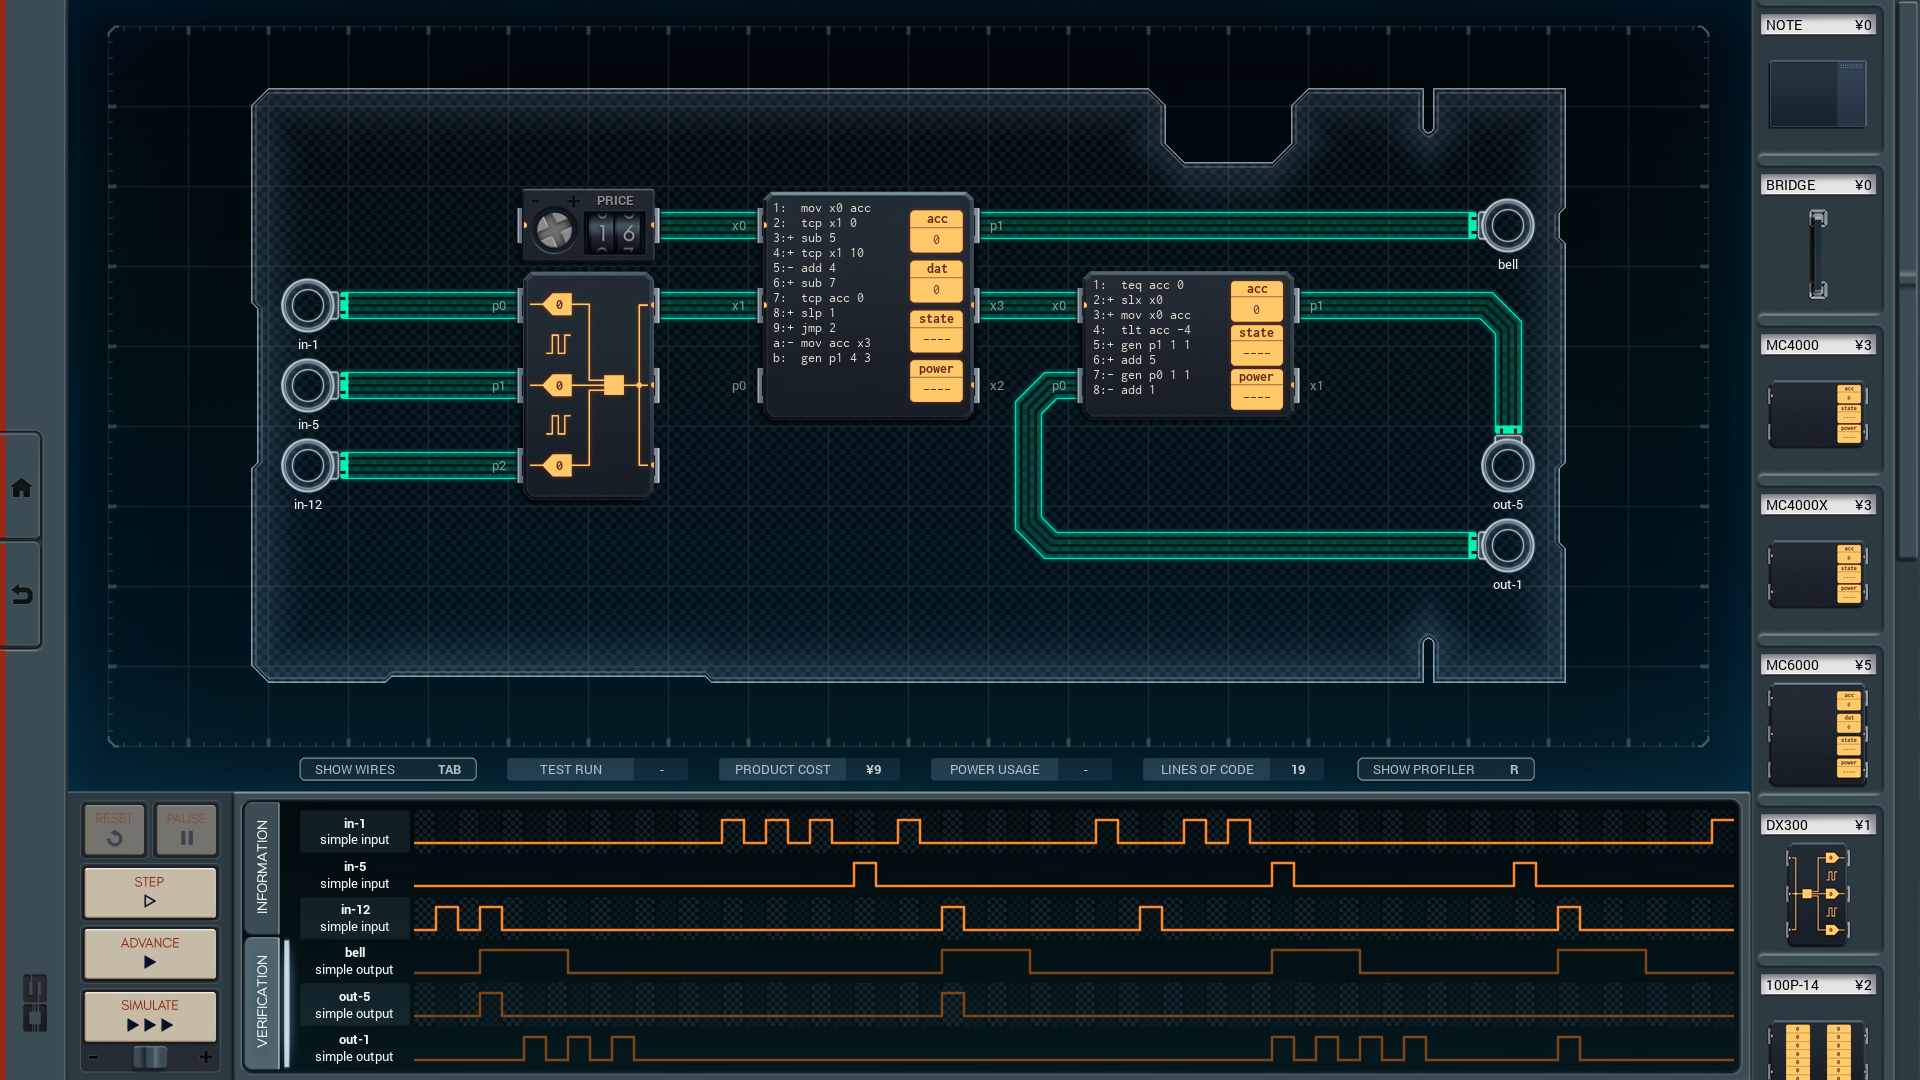 NOTE ¥0
BRIDGE ¥0
MC4000 ¥3
MC4000X ¥3
MC6000 ¥5
DX300 ¥1
100P-14 ¥2
- + PRICE
1 6
in-1
in-5
in-12
p0
p1
p2
0
0
0
x0
x1
p0
1: mov x0 acc
2: tcp x1 0
3:+ sub 5
4:+ tcp x1 10
5:- add 4
6:+ sub 7
7: tcp acc 0
8:+ slp 1
9:+ jmp 2
a:- mov acc x3
b: gen p1 4 3
acc
0
dat
0
state
----
power
----
p1
x3
x2
x0
p0
1: teq acc 0
2:+ slx x0
3:+ mov x0 acc
4: tlt acc -4
5:+ gen p1 1 1
6:+ add 5
7:- gen p0 1 1
8:- add 1
acc
0
state
----
power
----
p1
x1
bell
out-5
out-1
SHOW WIRES TAB
TEST RUN -
PRODUCT COST ¥9
POWER USAGE -
LINES OF CODE 19
SHOW PROFILER R
RESET
PAUSE
STEP
ADVANCE
SIMULATE
- +
INFORMATION
VERIFICATION
in-1
simple input
in-5
simple input
in-12
simple input
bell
simple output
out-5
simple output
out-1
simple output